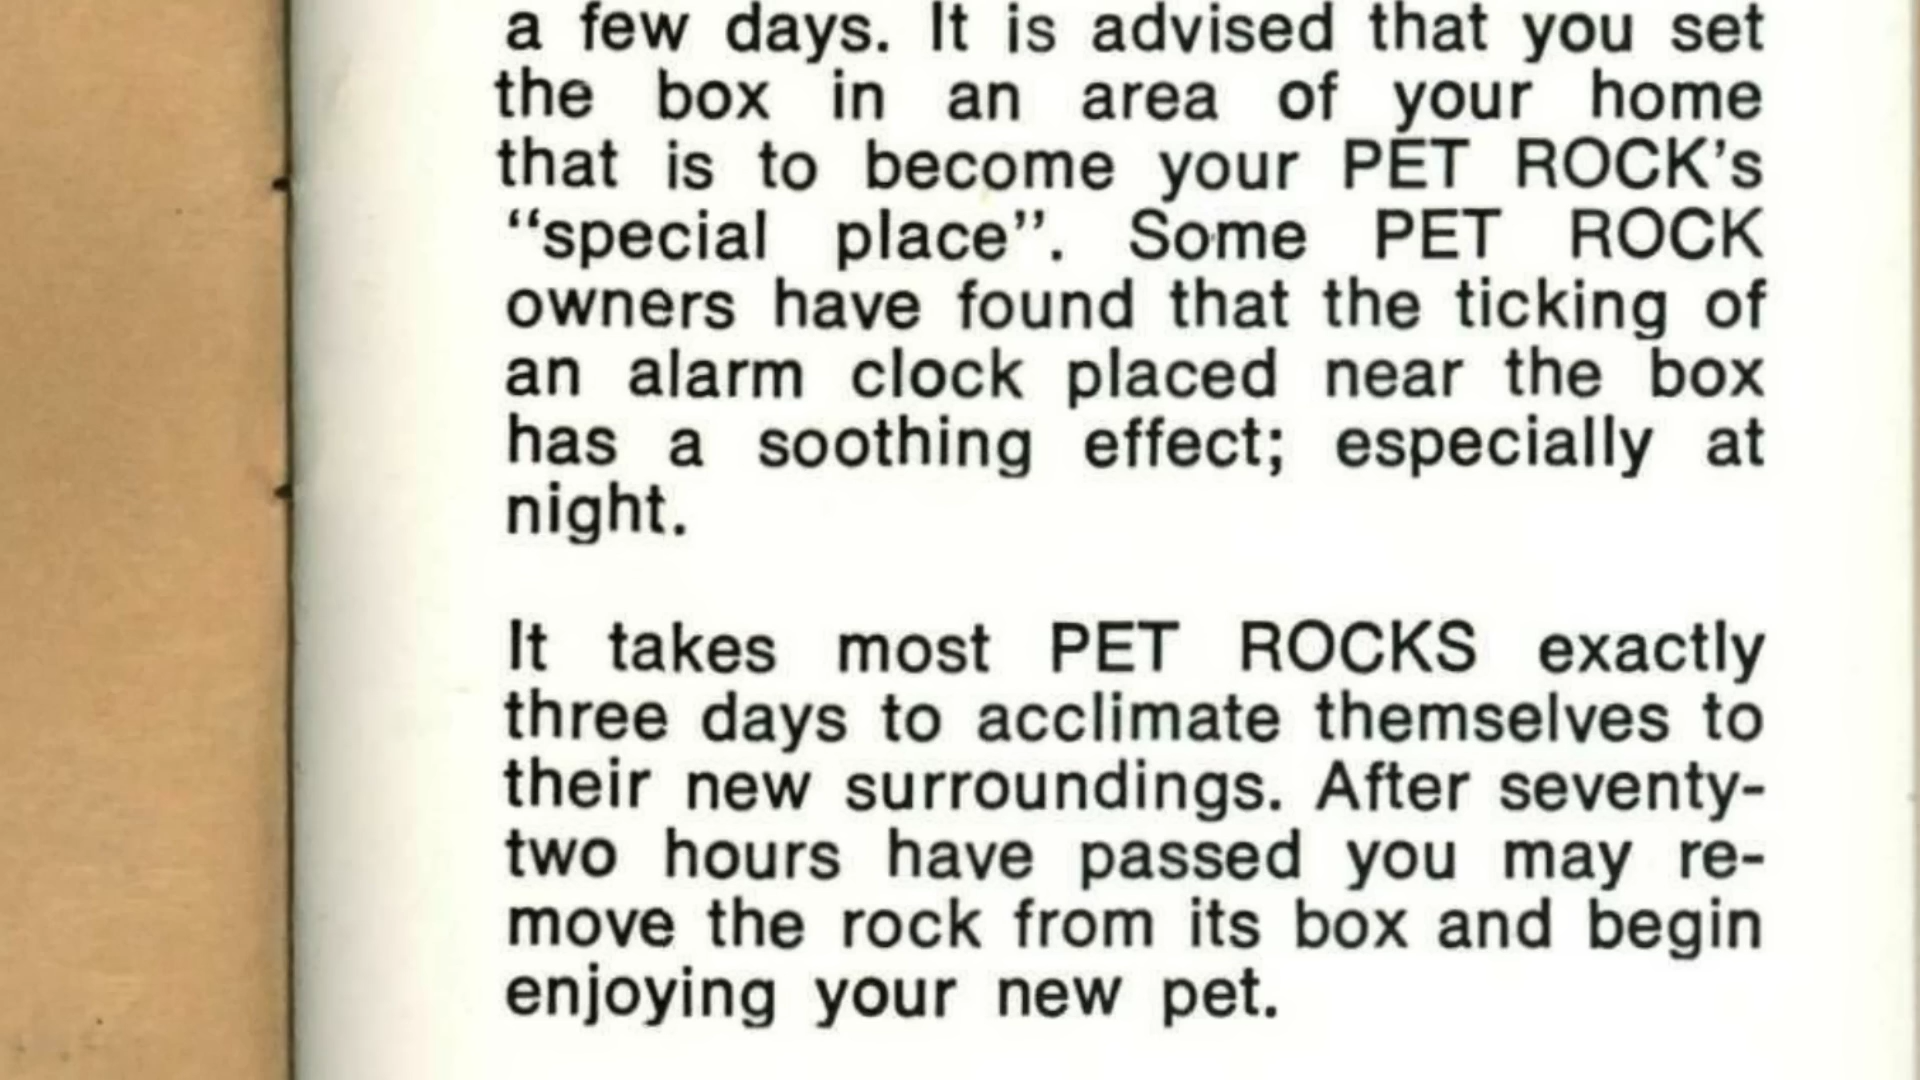 a few days. It is advised that you set
the box in an area of your home
that is to become your PET ROCK's
“special place”. Some PET ROCK
owners have found that the ticking of
an alarm clock placed near the box
has a soothing effect; especially at
night.
It takes most PET ROCKS exactly
three days to acclimate themselves to
their new surroundings. After seventy-
two hours have passed you may re-
move the rock from its box and begin
enjoying your new pet.